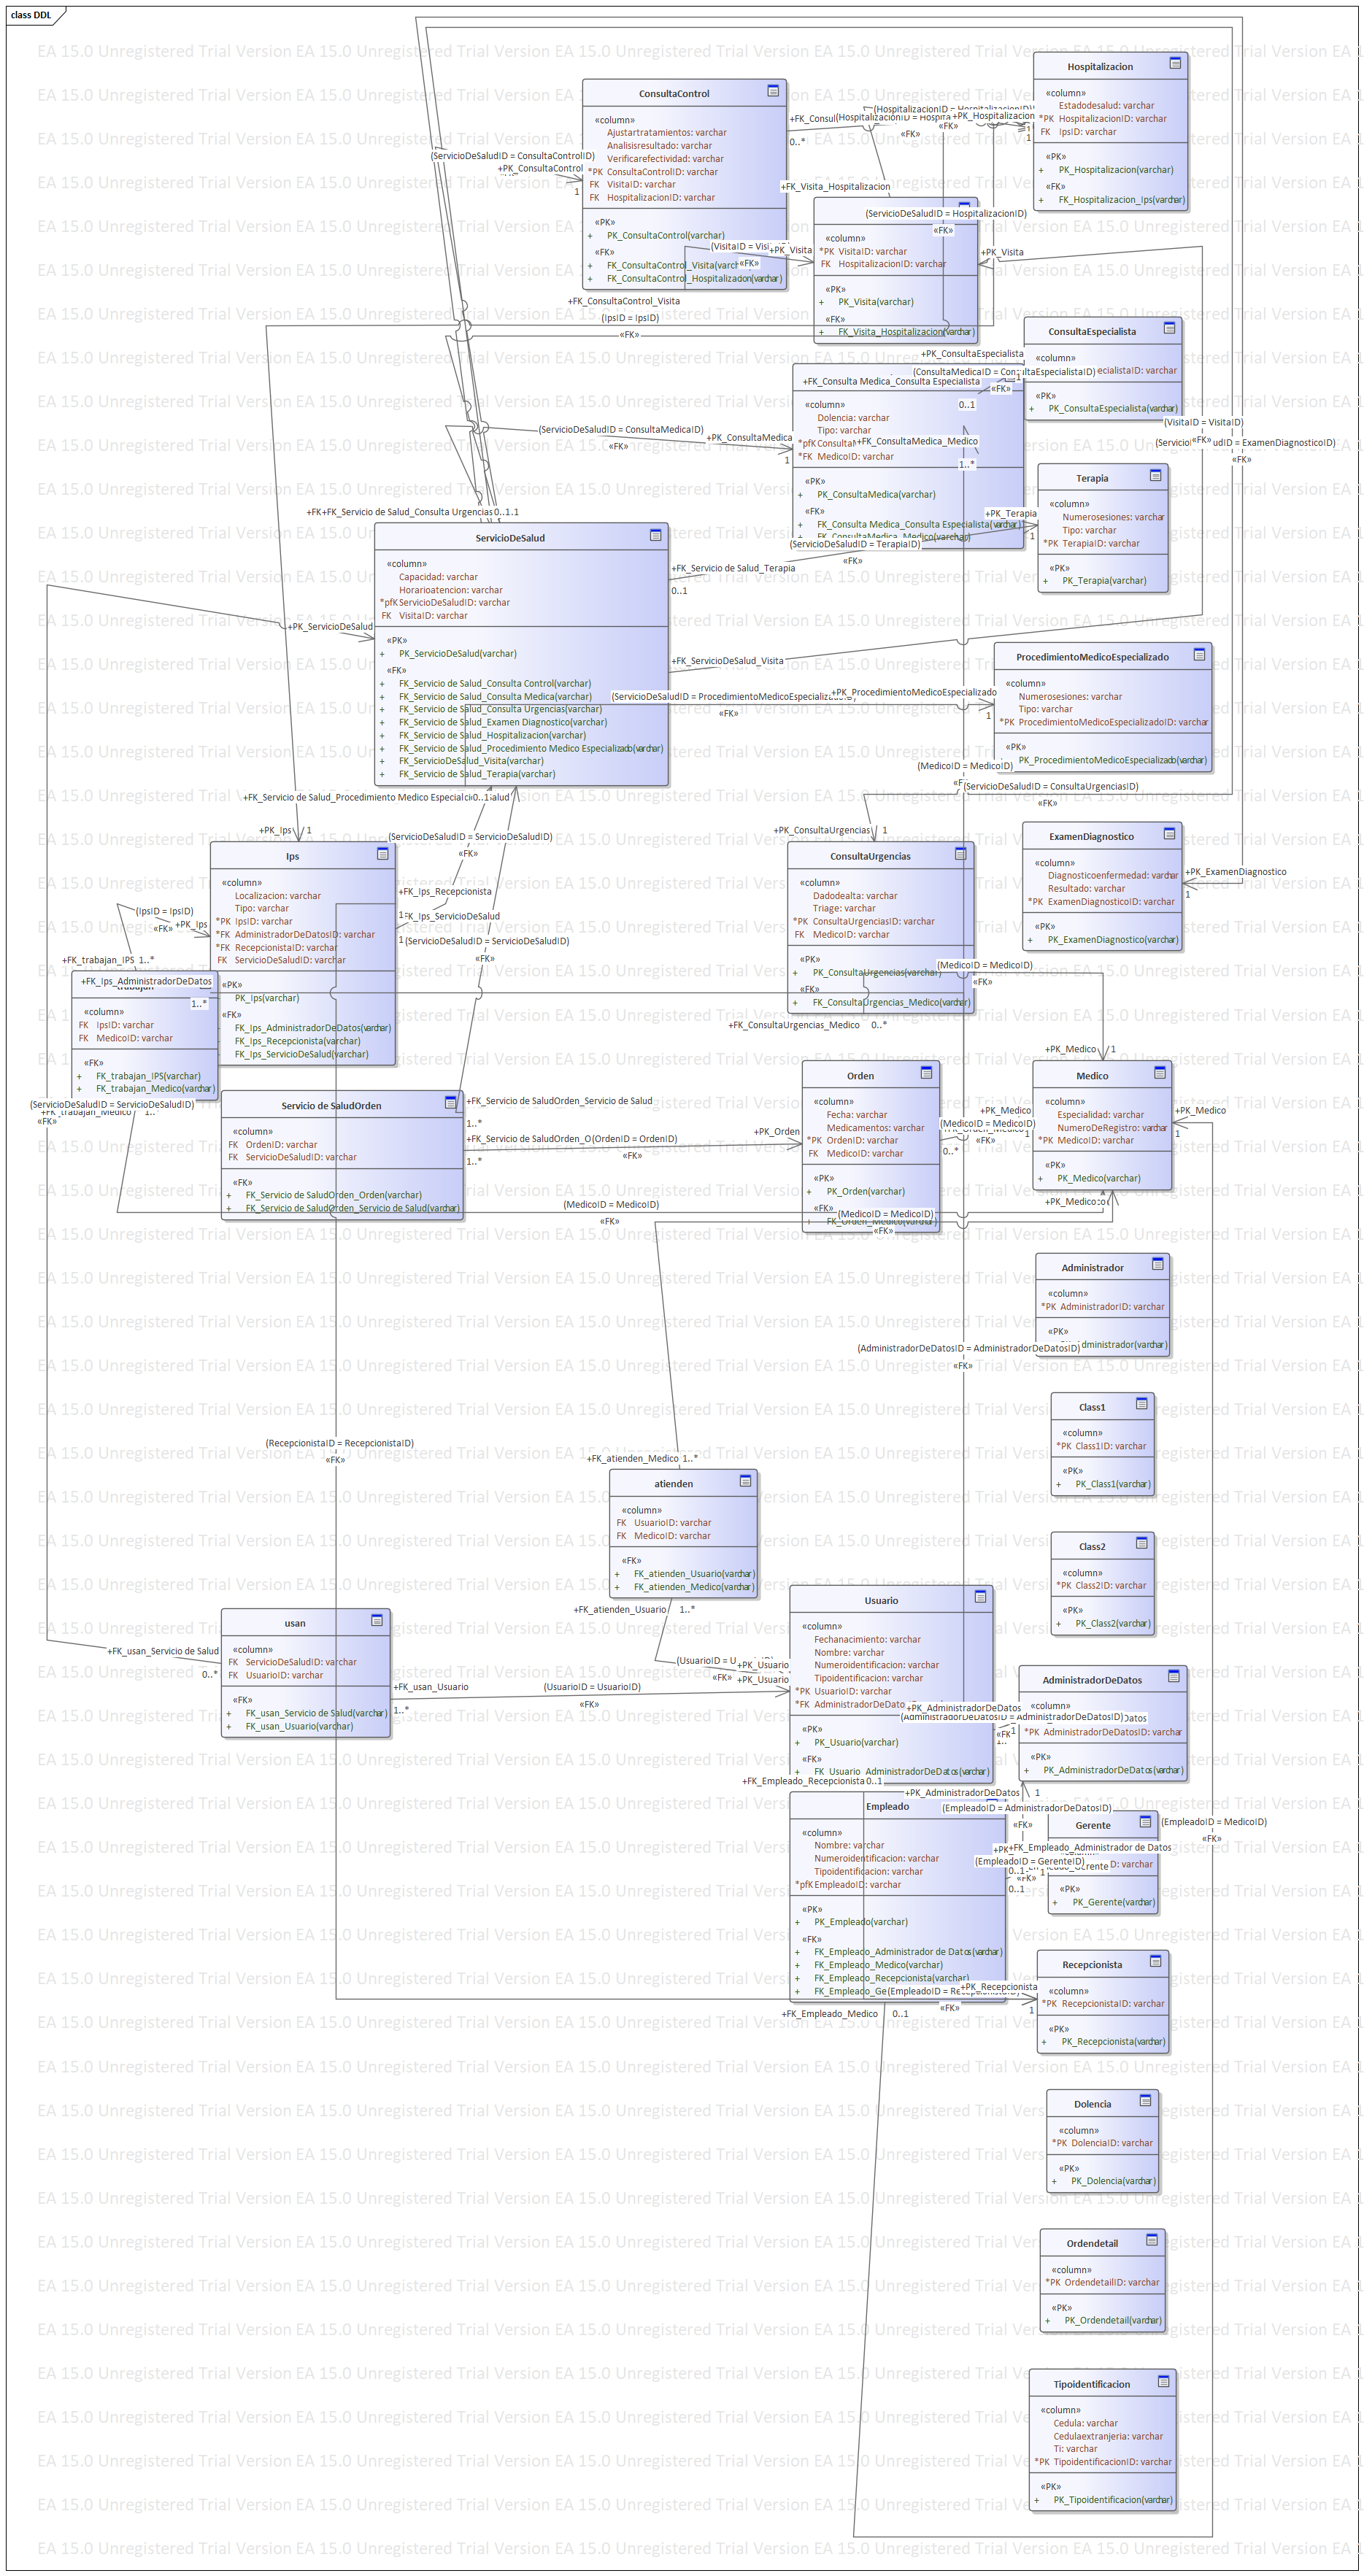 class DDL
EA 15.0 Unregistered Trial Version EA 15.0 Unregistered Trial Version EA 15.0 Unregistered Trial Version EA 15.0 Unregistered Trial Version EA
Hospitalizacion
«column»
Estadodesalud: varchar
*PK HospitalizacionID: varchar
FK IpsID: varchar
«PK»
+ PK_Hospitalizacion(varchar)
«FK»
+ FK_Hospitalizacion_Ips(varchar)
ConsultaControl
«column»
Ajustartratamientos: varchar
Analisisresultado: varchar
Verificarefectividad: varchar
*PK ConsultaControlID: varchar
FK VisitaID: varchar
FK HospitalizacionID: varchar
«PK»
+ PK_ConsultaControl(varchar)
«FK»
+ FK_ConsultaControl_Visita(varchar)
+ FK_ConsultaControl_Hospitalizacion(varchar)
(ServicioDeSaludID = ConsultaControlID)
+PK_ConsultaControl
1
0..*
+PK_Hospitalizacion
«FK»
+FK_Visita_Hospitalizacion
(ServicioDeSaludID = HospitalizacionID)
«FK»
«column»
*PK VisitaID: varchar
FK HospitalizacionID: varchar
«PK»
+ PK_Visita(varchar)
«FK»
+ FK_Visita_Hospitalizacion(varchar)
+PK_Visita
«FK»
+PK_Visita
+FK_ConsultaControl_Visita
(IpsID = IpsID)
«FK»
ConsultaEspecialista
«column»
ecialistaID: varchar
«PK»
+ PK_ConsultaEspecialista(varchar)
+PK_ConsultaEspecialista
(ConsultaMedicaID = ConsultaEspecialistaID)
+FK_Consulta Medica_Consulta Especialista
«FK»
0..1
«column»
Dolencia: varchar
Tipo: varchar
*FK MedicoID: varchar
+FK_ConsultaMedica_Medico
1..*
«PK»
+ PK_ConsultaMedica(varchar)
«FK»
+ FK_Consulta Medica_Consulta Especialista(varchar)
+ FK_ConsultaMedica_Medico(varchar)
(ServicioDeSaludID = ConsultaMedicaID)
«FK»
+PK_ConsultaMedica
1
(VisitaID = VisitaID)
«FK»
udID = ExamenDiagnosticoID)
«FK»
Terapia
«column»
Numerosesiones: varchar
Tipo: varchar
*PK TerapiaID: varchar
«PK»
+ PK_Terapia(varchar)
+PK_Terapia
1
(ServicioDeSaludID = TerapiaID)
«FK»
+FK_Servicio de Salud_Terapia
0..1
+FK+FK_Servicio de Salud_Consulta Urgencias 0..1.1
ServicioDeSalud
«column»
Capacidad: varchar
Horarioatencion: varchar
*pfK ServicioDeSaludID: varchar
FK VisitaID: varchar
«PK»
+ PK_ServicioDeSalud(varchar)
«FK»
+ FK_Servicio de Salud_Consulta Control(varchar)
+ FK_Servicio de Salud_Consulta Medica(varchar)
+ FK_Servicio de Salud_Consulta Urgencias(varchar)
+ FK_Servicio de Salud_Examen Diagnostico(varchar)
+ FK_Servicio de Salud_Hospitalizacion(varchar)
+ FK_Servicio de Salud_Procedimiento Medico Especializado(varchar)
+ FK_ServicioDeSalud_Visita(varchar)
+ FK_Servicio de Salud_Terapia(varchar)
+PK_ServicioDeSalud
+FK_ServicioDeSalud_Visita
+PK_ProcedimientoMedicoEspecializado
«FK»
1
ProcedimientoMedicoEspecializado
«column»
Numerosesiones: varchar
Tipo: varchar
*PK ProcedimientoMedicoEspecializadoID: varchar
«PK»
PK_ProcedimientoMedicoEspecializado(varchar)
(MedicoID = MedicoID)
(ServicioDeSaludID = ConsultaUrgenciasID)
«FK»
+FK_Servicio de Salud_Procedimiento Medico Especial
+PK_Ips 1
(ServicioDeSaludID = ServicioDeSaludID)
«FK»
+PK_ConsultaUrgencias
1
Ips
«column»
Localizacion: varchar
Tipo: varchar
*PK IpsID: varchar
*FK AdministradorDeDatosID: varchar
*FK RecepcionistaID: varchar
FK ServicioDeSaludID: varchar
«PK»
PK_Ips(varchar)
«FK»
FK_Ips_AdministradorDeDatos(varchar)
FK_Ips_Recepcionista(varchar)
FK_Ips_ServicioDeSalud(varchar)
+FK_Ips_Recepcionista
1
FK_Ips_ServicioDeSalud
1
(ServicioDeSaludID = ServicioDeSaludID)
«FK»
ConsultaUrgencias
«column»
Dadodealta: varchar
Triage: varchar
*PK ConsultaUrgenciasID: varchar
FK MedicoID: varchar
«PK»
+ PK_ConsultaUrgencias(varchar)
«FK»
+ FK_ConsultaUrgencias_Medico(varchar)
+FK_ConsultaUrgencias_Medico 0..*
(MedicoID = MedicoID)
«FK»
ExamenDiagnostico
«column»
Diagnosticoenfermedad: varchar
Resultado: varchar
*PK ExamenDiagnosticoID: varchar
«PK»
+ PK_ExamenDiagnostico(varchar)
+PK_ExamenDiagnostico
1
(IpsID = IpsID)
«FK»
+PK_Ips
+FK_trabajan_IPS 1..*
+FK_Ips_AdministradorDeDatos
1..*
«column»
FK IpsID: varchar
FK MedicoID: varchar
«FK»
+ FK_trabajan_IPS(varchar)
+ FK_trabajan_Medico(varchar)
(ServicioDeSaludID = ServicioDeSaludID)
«FK»
Servicio de SaludOrden
«column»
FK OrdenID: varchar
FK ServicioDeSaludID: varchar
«FK»
+ FK_Servicio de SaludOrden_Orden(varchar)
+ FK_Servicio de SaludOrden_Servicio de Salud(varchar)
+FK_Servicio de SaludOrden_Servicio de Salud
1..*
+FK_Servicio de SaludOrden_O(OrdenID = OrdenID)
1..*
«FK»
+PK_Orden
Orden
«column»
Fecha: varchar
Medicamentos: varchar
*PK OrdenID: varchar
FK MedicoID: varchar
«PK»
+ PK_Orden(varchar)
«FK»
+ FK_Orden_Medico(varchar)
0..*
+PK_Medico
1
(MedicoID = MedicoID)
«FK»
+PK_Medico 1
Medico
«column»
Especialidad: varchar
NumeroDeRegistro: varchar
*PK MedicoID: varchar
«PK»
+ PK_Medico(varchar)
+PK_Medico
1
(MedicoID = MedicoID)
«FK»
(MedicoID = MedicoID)
«FK»
Administrador
«column»
*PK AdministradorID: varchar
«PK»
dministrador(varchar)
(AdministradorDeDatosID = AdministradorDeDatosID)
«FK»
Class1
«column»
*PK Class1ID: varchar
«PK»
+ PK_Class1(varchar)
(RecepcionistaID = RecepcionistaID)
«FK»
+FK_atienden_Medico 1..*
atienden
«column»
FK UsuarioID: varchar
FK MedicoID: varchar
«FK»
+ FK_atienden_Usuario(varchar)
+ FK_atienden_Medico(varchar)
+FK_atienden_Usuario 1..*
Class2
«column»
*PK Class2ID: varchar
«PK»
+ PK_Class2(varchar)
usan
«column»
FK ServicioDeSaludID: varchar
FK UsuarioID: varchar
«FK»
+ FK_usan_Servicio de Salud(varchar)
+ FK_usan_Usuario(varchar)
+FK_usan_Servicio de Salud
0..*
+FK_usan_Usuario
1..*
(UsuarioID = UsuarioID)
«FK»
+PK_Usuario
«FK»
+PK_Usuario
Usuario
«column»
Fechanacimiento: varchar
Nombre: varchar
Numeroidentificacion: varchar
Tipoidentificacion: varchar
*PK UsuarioID: varchar
«PK»
+ PK_Usuario(varchar)
«FK»
+ FK_Usuario_AdministradorDeDatos(varchar)
+PK_AdministradorDeDatos
(AdministradorDeDatosID = AdministradorDeDatosID)
AdministradorDeDatos
«column»
*PK AdministradorDeDatosID: varchar
«PK»
+ PK_AdministradorDeDatos(varchar)
+FK_Empleado_Recepcionista 0..1
+PK_AdministradorDeDatos 1
(EmpleadoID = AdministradorDeDatosID)
«FK»
Empleado
«column»
Nombre: varchar
Numeroidentificacion: varchar
Tipoidentificacion: varchar
*pfK EmpleadoID: varchar
«PK»
+ PK_Empleado(varchar)
«FK»
+ FK_Empleado_Administrador de Datos(varchar)
+ FK_Empleado_Medico(varchar)
+ FK_Empleado_Recepcionista(varchar)
+FK_Empleado_Medico 0..1
Gerente
+FK_Empleado_Administrador de Datos
(EmpleadoID = GerenteID)
0..1
«PK»
+ PK_Gerente(varchar)
(EmpleadoID = MedicoID)
«FK»
+PK_Recepcionista
«FK»
1
Recepcionista
«column»
*PK RecepcionistaID: varchar
«PK»
+ PK_Recepcionista(varchar)
Dolencia
«column»
*PK DolenciaID: varchar
«PK»
+ PK_Dolencia(varchar)
Ordendetail
«column»
*PK OrdendetailID: varchar
«PK»
+ PK_Ordendetail(varchar)
Tipoidentificacion
«column»
Cedula: varchar
Cedulaextranjeria: varchar
Ti: varchar
*PK TipoidentificacionID: varchar
«PK»
+ PK_Tipoidentificacion(varchar)